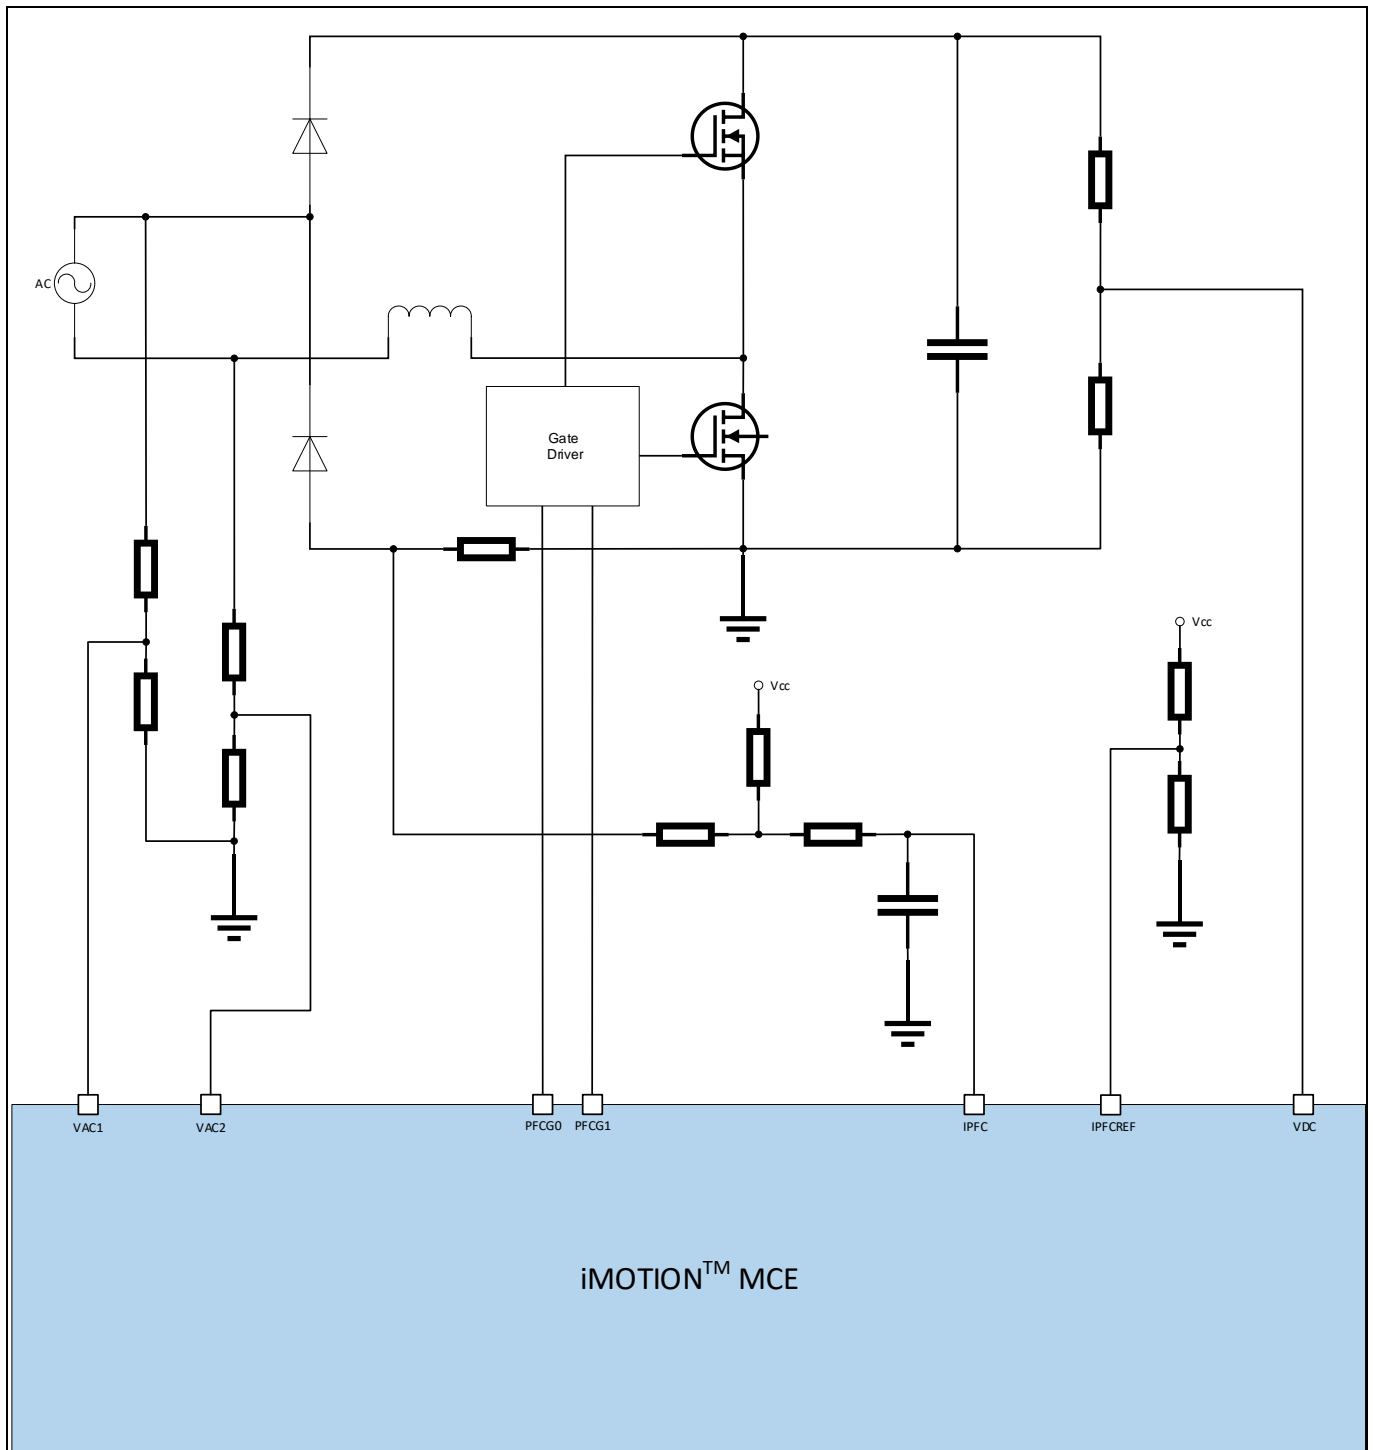 AC
Gate
Driver
Vcc
Vcc
VAC1
VAC2
PFCG0
PFCG1
IPFC
IPFCREF
VDC
iMOTION™ MCE